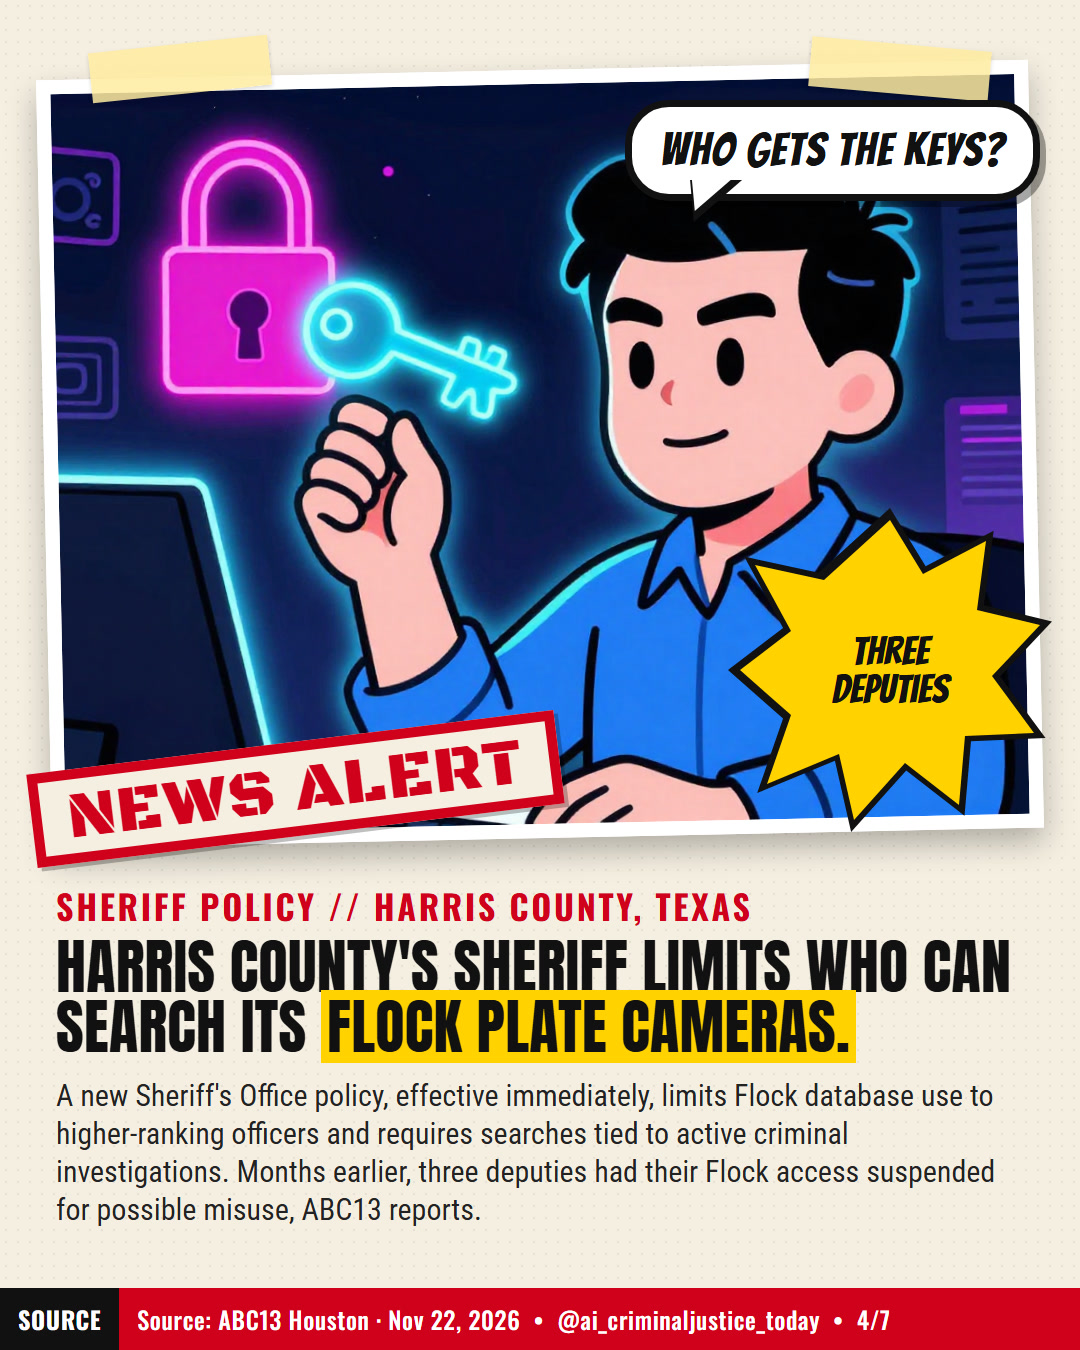 WHO GETS THE KEYS?
THREE
DEPUTIES
NEWS ALERT
SHERIFF POLICY // HARRIS COUNTY, TEXAS
HARRIS COUNTY'S SHERIFF LIMITS WHO CAN
SEARCH ITS FLOCK PLATE CAMERAS.
A new Sheriff's Office policy, effective immediately, limits Flock database use to
higher-ranking officers and requires searches tied to active criminal
investigations. Months earlier, three deputies had their Flock access suspended
for possible misuse, ABC13 reports.
SOURCE Source: ABC13 Houston · Nov 22, 2026 • @ai_criminaljustice_today • 4/7